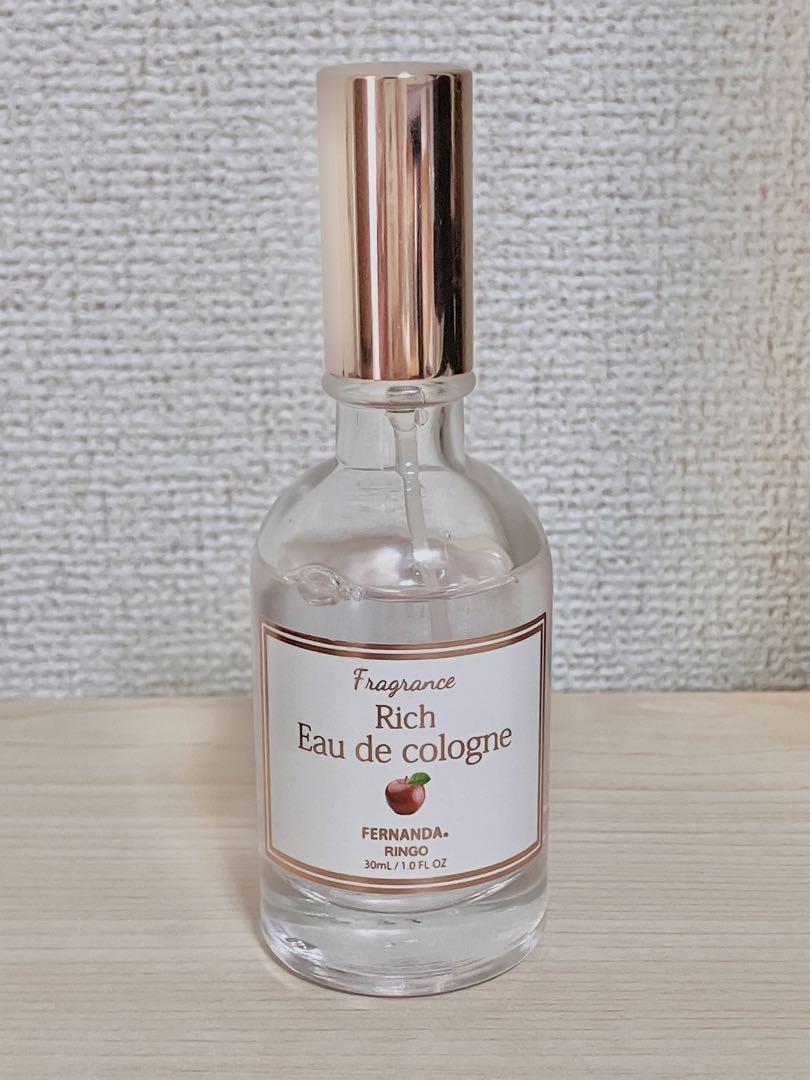 Fragrance
Rich
Eau de cologne
FERNANDA.
RINGO
30mL / 1.0 FL OZ